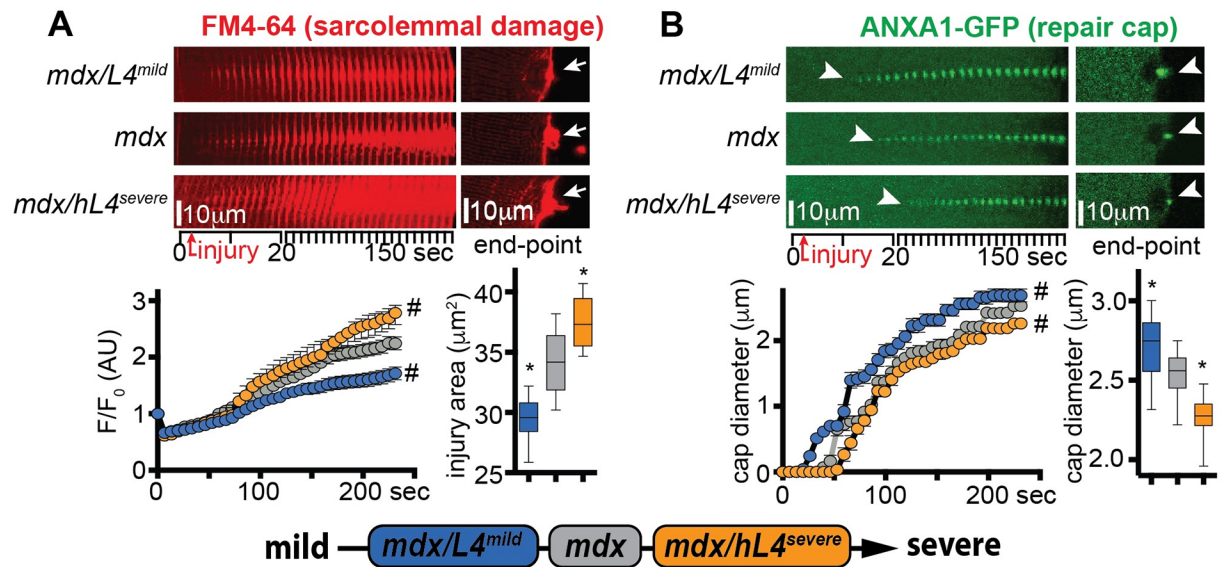 A FM4-64 (sarcolemmal damage)
mdx/L4mild
mdx
mdx/hL4severe
10µm
10µm
0 injury 20 150 sec
end-point
F/F0 (AU)
3
2
1
0
0 100 200 sec
injury area (µm2)
40
35
30
25
*
*
#
#
B ANXA1-GFP (repair cap)
mdx/L4mild
mdx
mdx/hL4severe
10µm
10µm
0 injury 20 150 sec
end-point
cap diameter (µm)
2
1
0
0 100 200 sec
#
#
cap diameter (µm)
3.0
2.5
2.0
*
*
mild mdx/L4mild mdx mdx/hL4severe severe